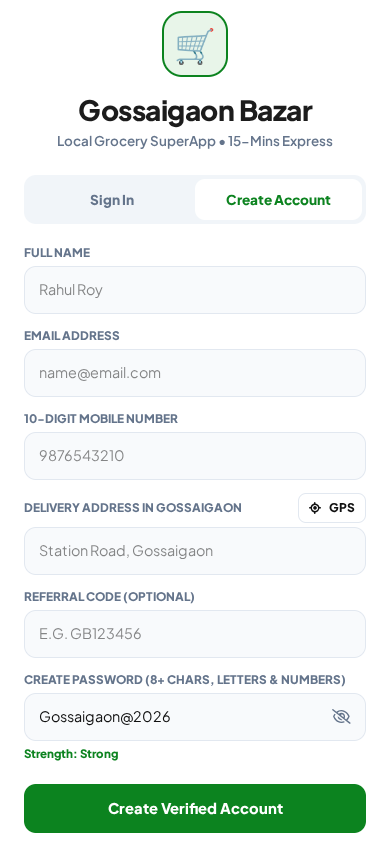 Gossaigaon Bazar
Local Grocery SuperApp • 15-Mins Express
Sign In
Create Account
FULL NAME
Rahul Roy
EMAIL ADDRESS
name@email.com
10-DIGIT MOBILE NUMBER
9876543210
DELIVERY ADDRESS IN GOSSAIGAON
GPS
Station Road, Gossaigaon
REFERRAL CODE (OPTIONAL)
E.G. GB123456
CREATE PASSWORD (8+ CHARS, LETTERS & NUMBERS)
Gossaigaon@2026
Strength: Strong
Create Verified Account